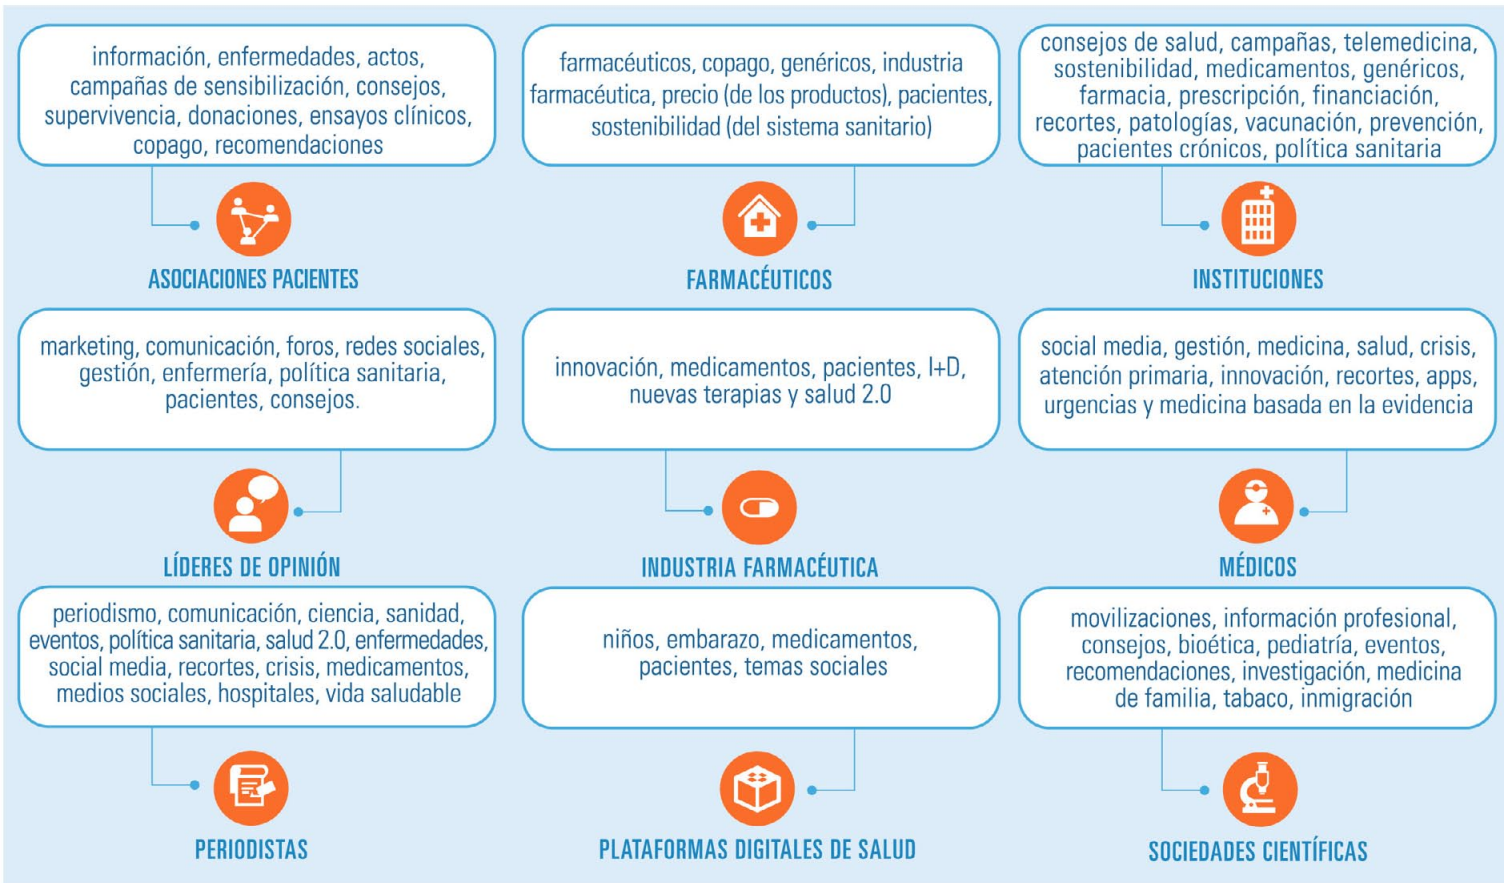 información, enfermedades, actos,
campañas de sensibilización, consejos,
supervivencia, donaciones, ensayos clínicos,
copago, recomendaciones
ASOCIACIONES PACIENTES
farmacéuticos, copago, genéricos, industria
farmacéutica, precio (de los productos), pacientes,
sostenibilidad (del sistema sanitario)
FARMACÉUTICOS
consejos de salud, campañas, telemedicina,
sostenibilidad, medicamentos, genéricos,
farmacia, prescripción, financiación,
recortes, patologías, vacunación, prevención,
pacientes crónicos, política sanitaria
INSTITUCIONES
marketing, comunicación, foros, redes sociales,
gestión, enfermería, política sanitaria,
pacientes, consejos.
LÍDERES DE OPINIÓN
innovación, medicamentos, pacientes, I+D,
nuevas terapias y salud 2.0
INDUSTRIA FARMACÉUTICA
social media, gestión, medicina, salud, crisis,
atención primaria, innovación, recortes, apps,
urgencias y medicina basada en la evidencia
MÉDICOS
periodismo, comunicación, ciencia, sanidad,
eventos, política sanitaria, salud 2.0, enfermedades,
social media, recortes, crisis, medicamentos,
medios sociales, hospitales, vida saludable
PERIODISTAS
niños, embarazo, medicamentos,
pacientes, temas sociales
PLATAFORMAS DIGITALES DE SALUD
movilizaciones, información profesional,
consejos, bioética, pediatría, eventos,
recomendaciones, investigación, medicina
de familia, tabaco, inmigración
SOCIEDADES CIENTÍFICAS